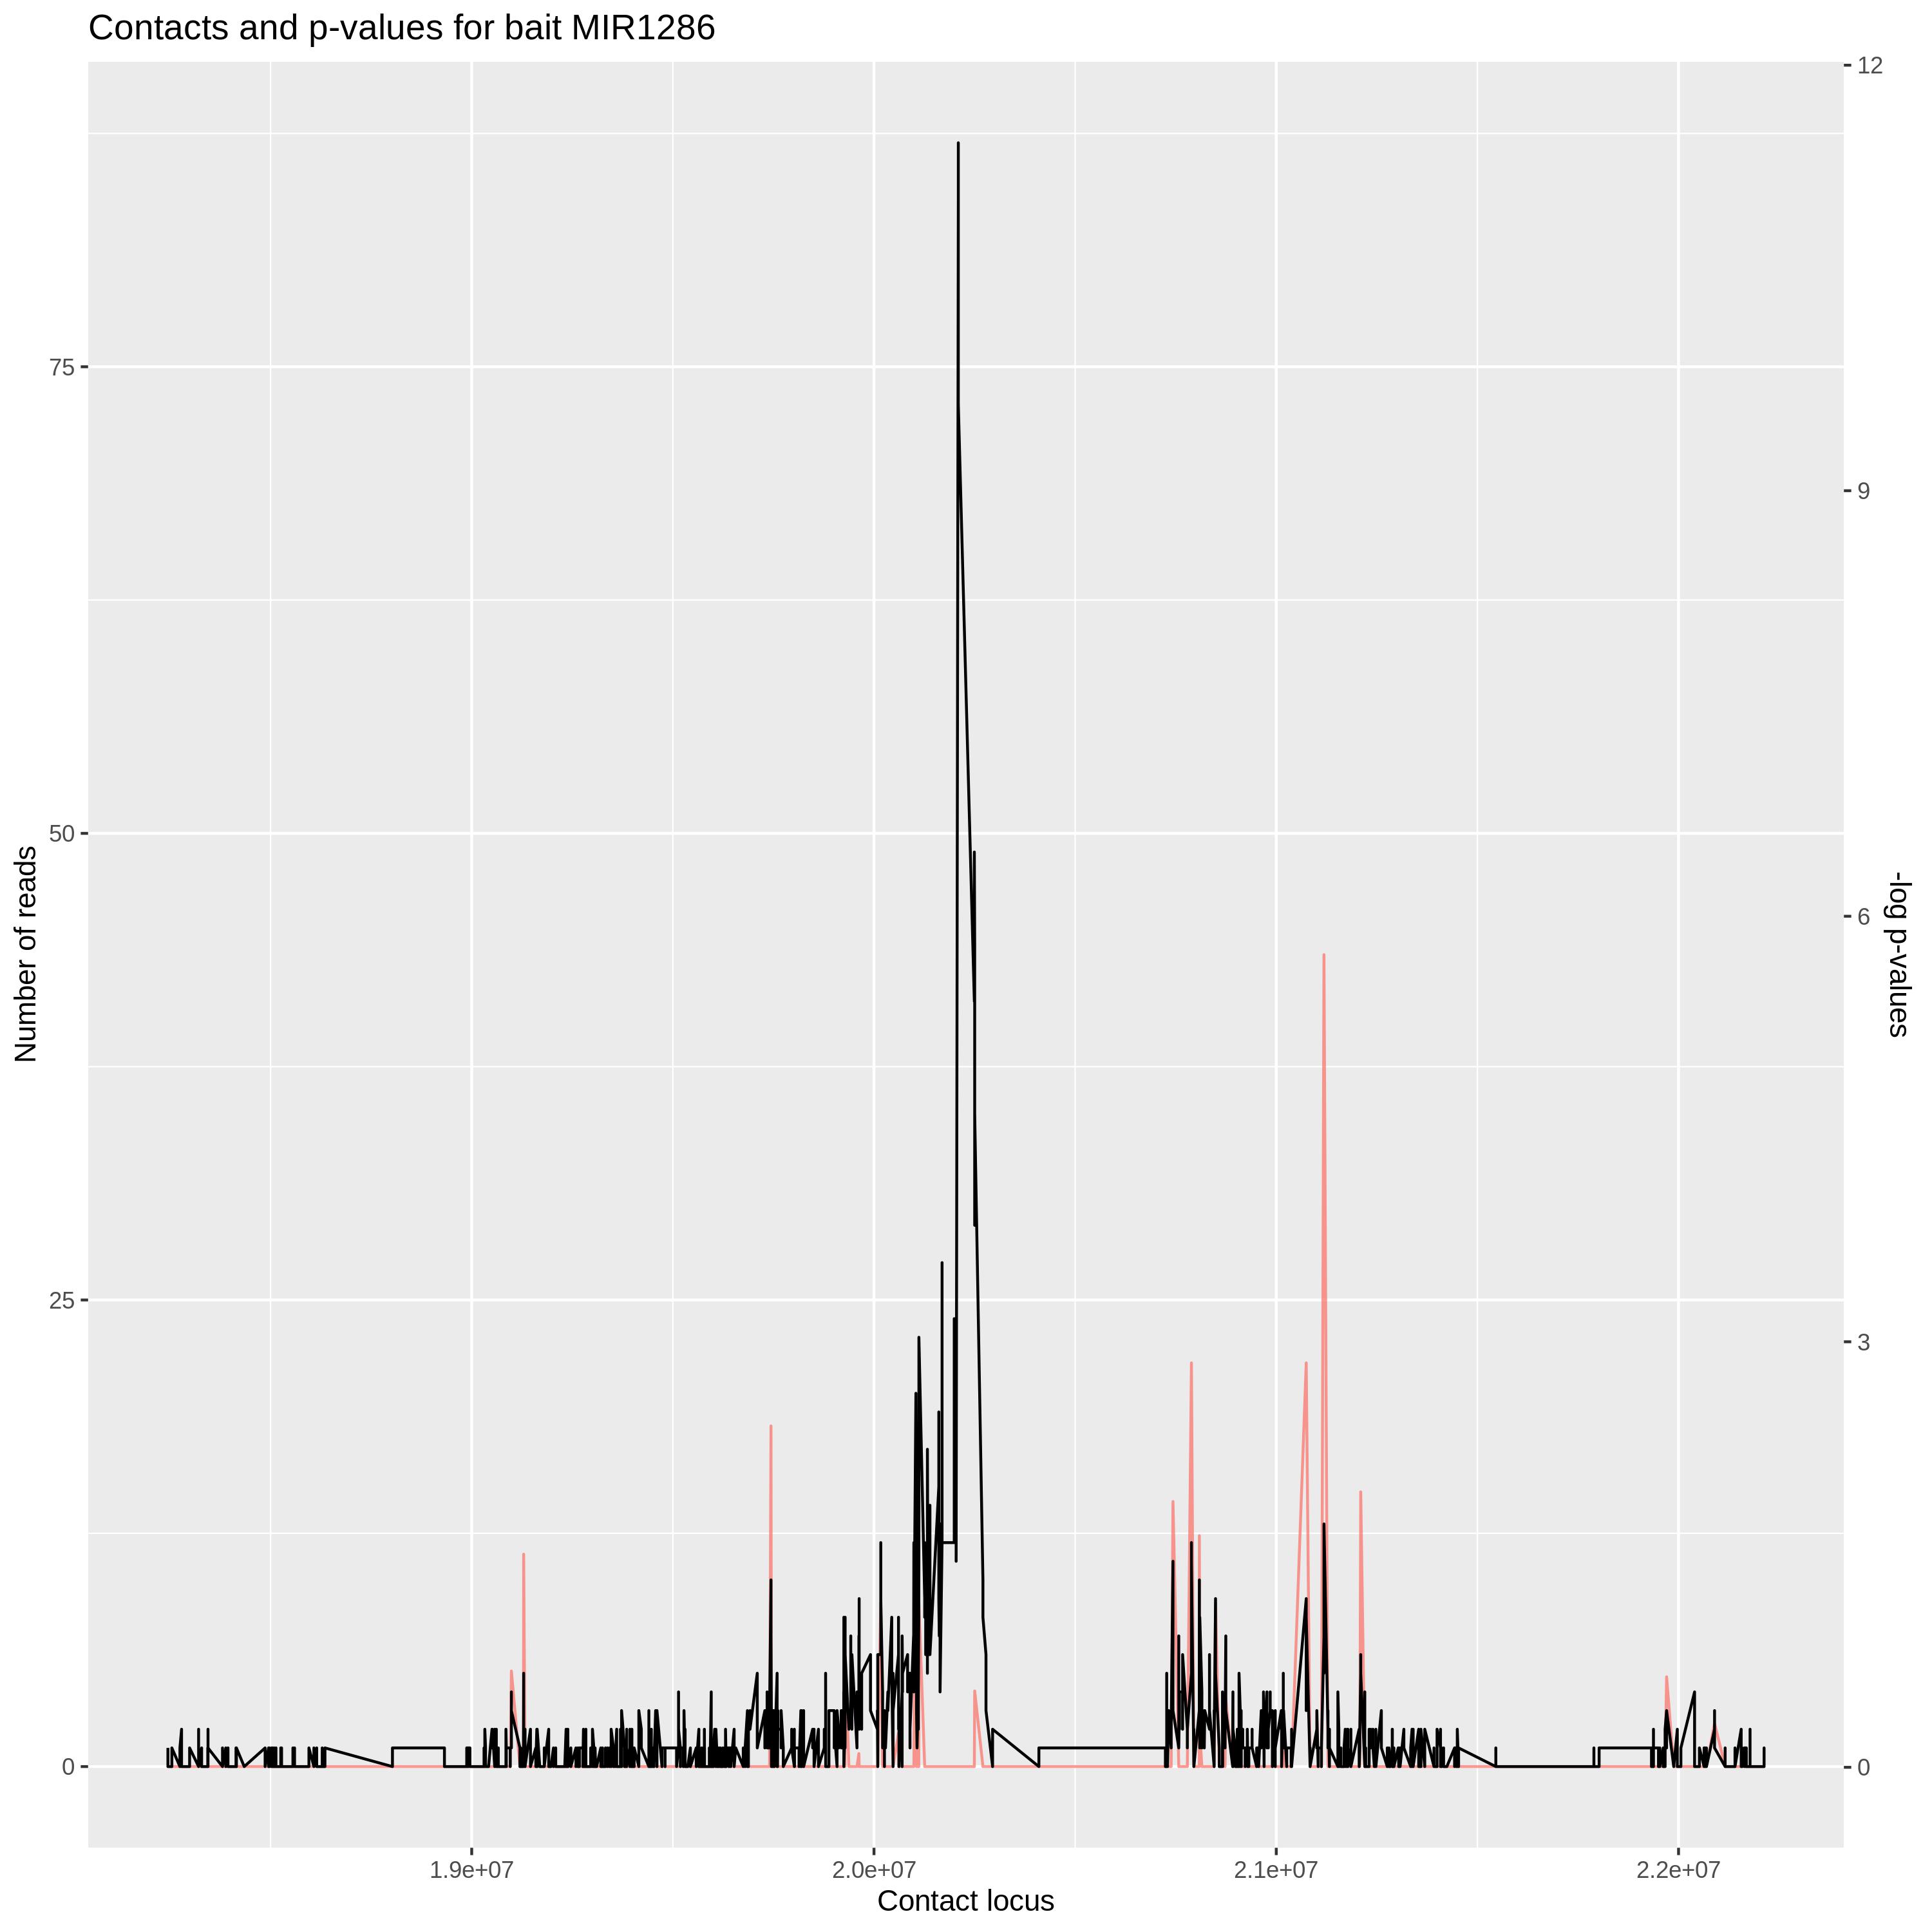 Contacts and p-values for bait MIR1286
12
75
9
50
Number of reads
-log p-values
6
25
3
0
0
1.9e+07
2.0e+07
2.1e+07
2.2e+07
Contact locus